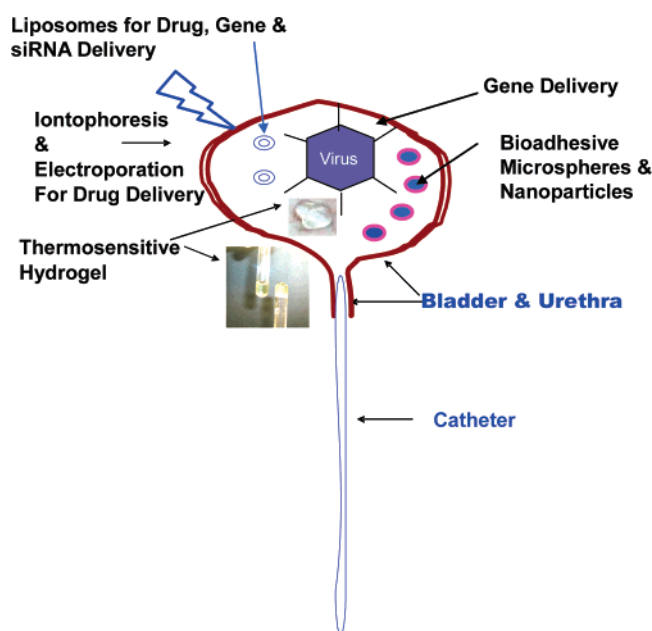 Liposomes for Drug, Gene &
siRNA Delivery
Gene Delivery
Iontophoresis
&
Electroporation
For Drug Delivery
Virus
Bioadhesive
Microspheres &
Nanoparticles
Thermosensitive
Hydrogel
Bladder & Urethra
Catheter